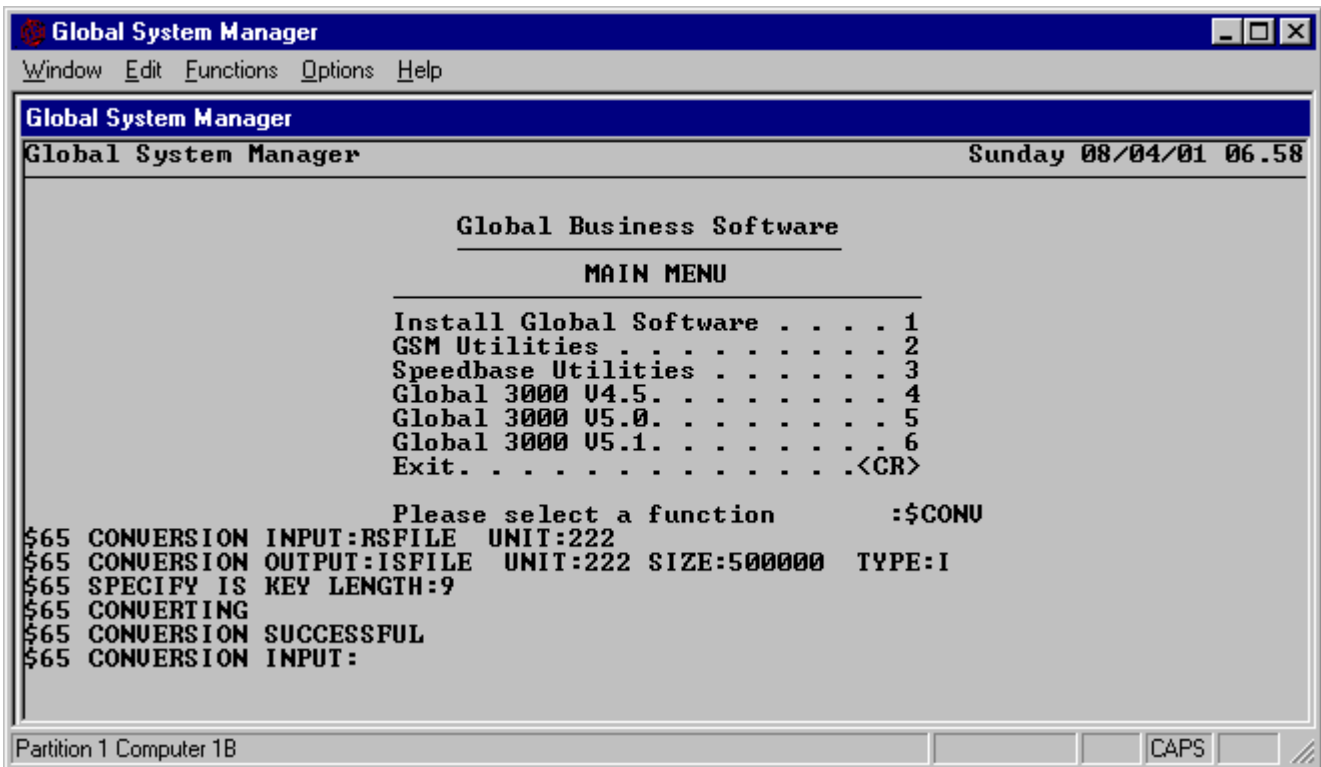 Global System Manager
Window Edit Functions Options Help
Global System Manager
Global System Manager Sunday 08/04/01 06.58
Global Business Software
MAIN MENU
Install Global Software . . . . 1
GSM Utilities . . . . . . . . . 2
Speedbase Utilities . . . . . . 3
Global 3000 V4.5. . . . . . . . 4
Global 3000 V5.0. . . . . . . . 5
Global 3000 V5.1. . . . . . . . 6
Exit. . . . . . . . . . . . . .<CR>
Please select a function :$CONV
$65 CONVERSION INPUT:RSFILE UNIT:222
$65 CONVERSION OUTPUT:ISFILE UNIT:222 SIZE:500000 TYPE:I
$65 SPECIFY IS KEY LENGTH:9
$65 CONVERTING
$65 CONVERSION SUCCESSFUL
$65 CONVERSION INPUT:
Partition 1 Computer 1B CAPS